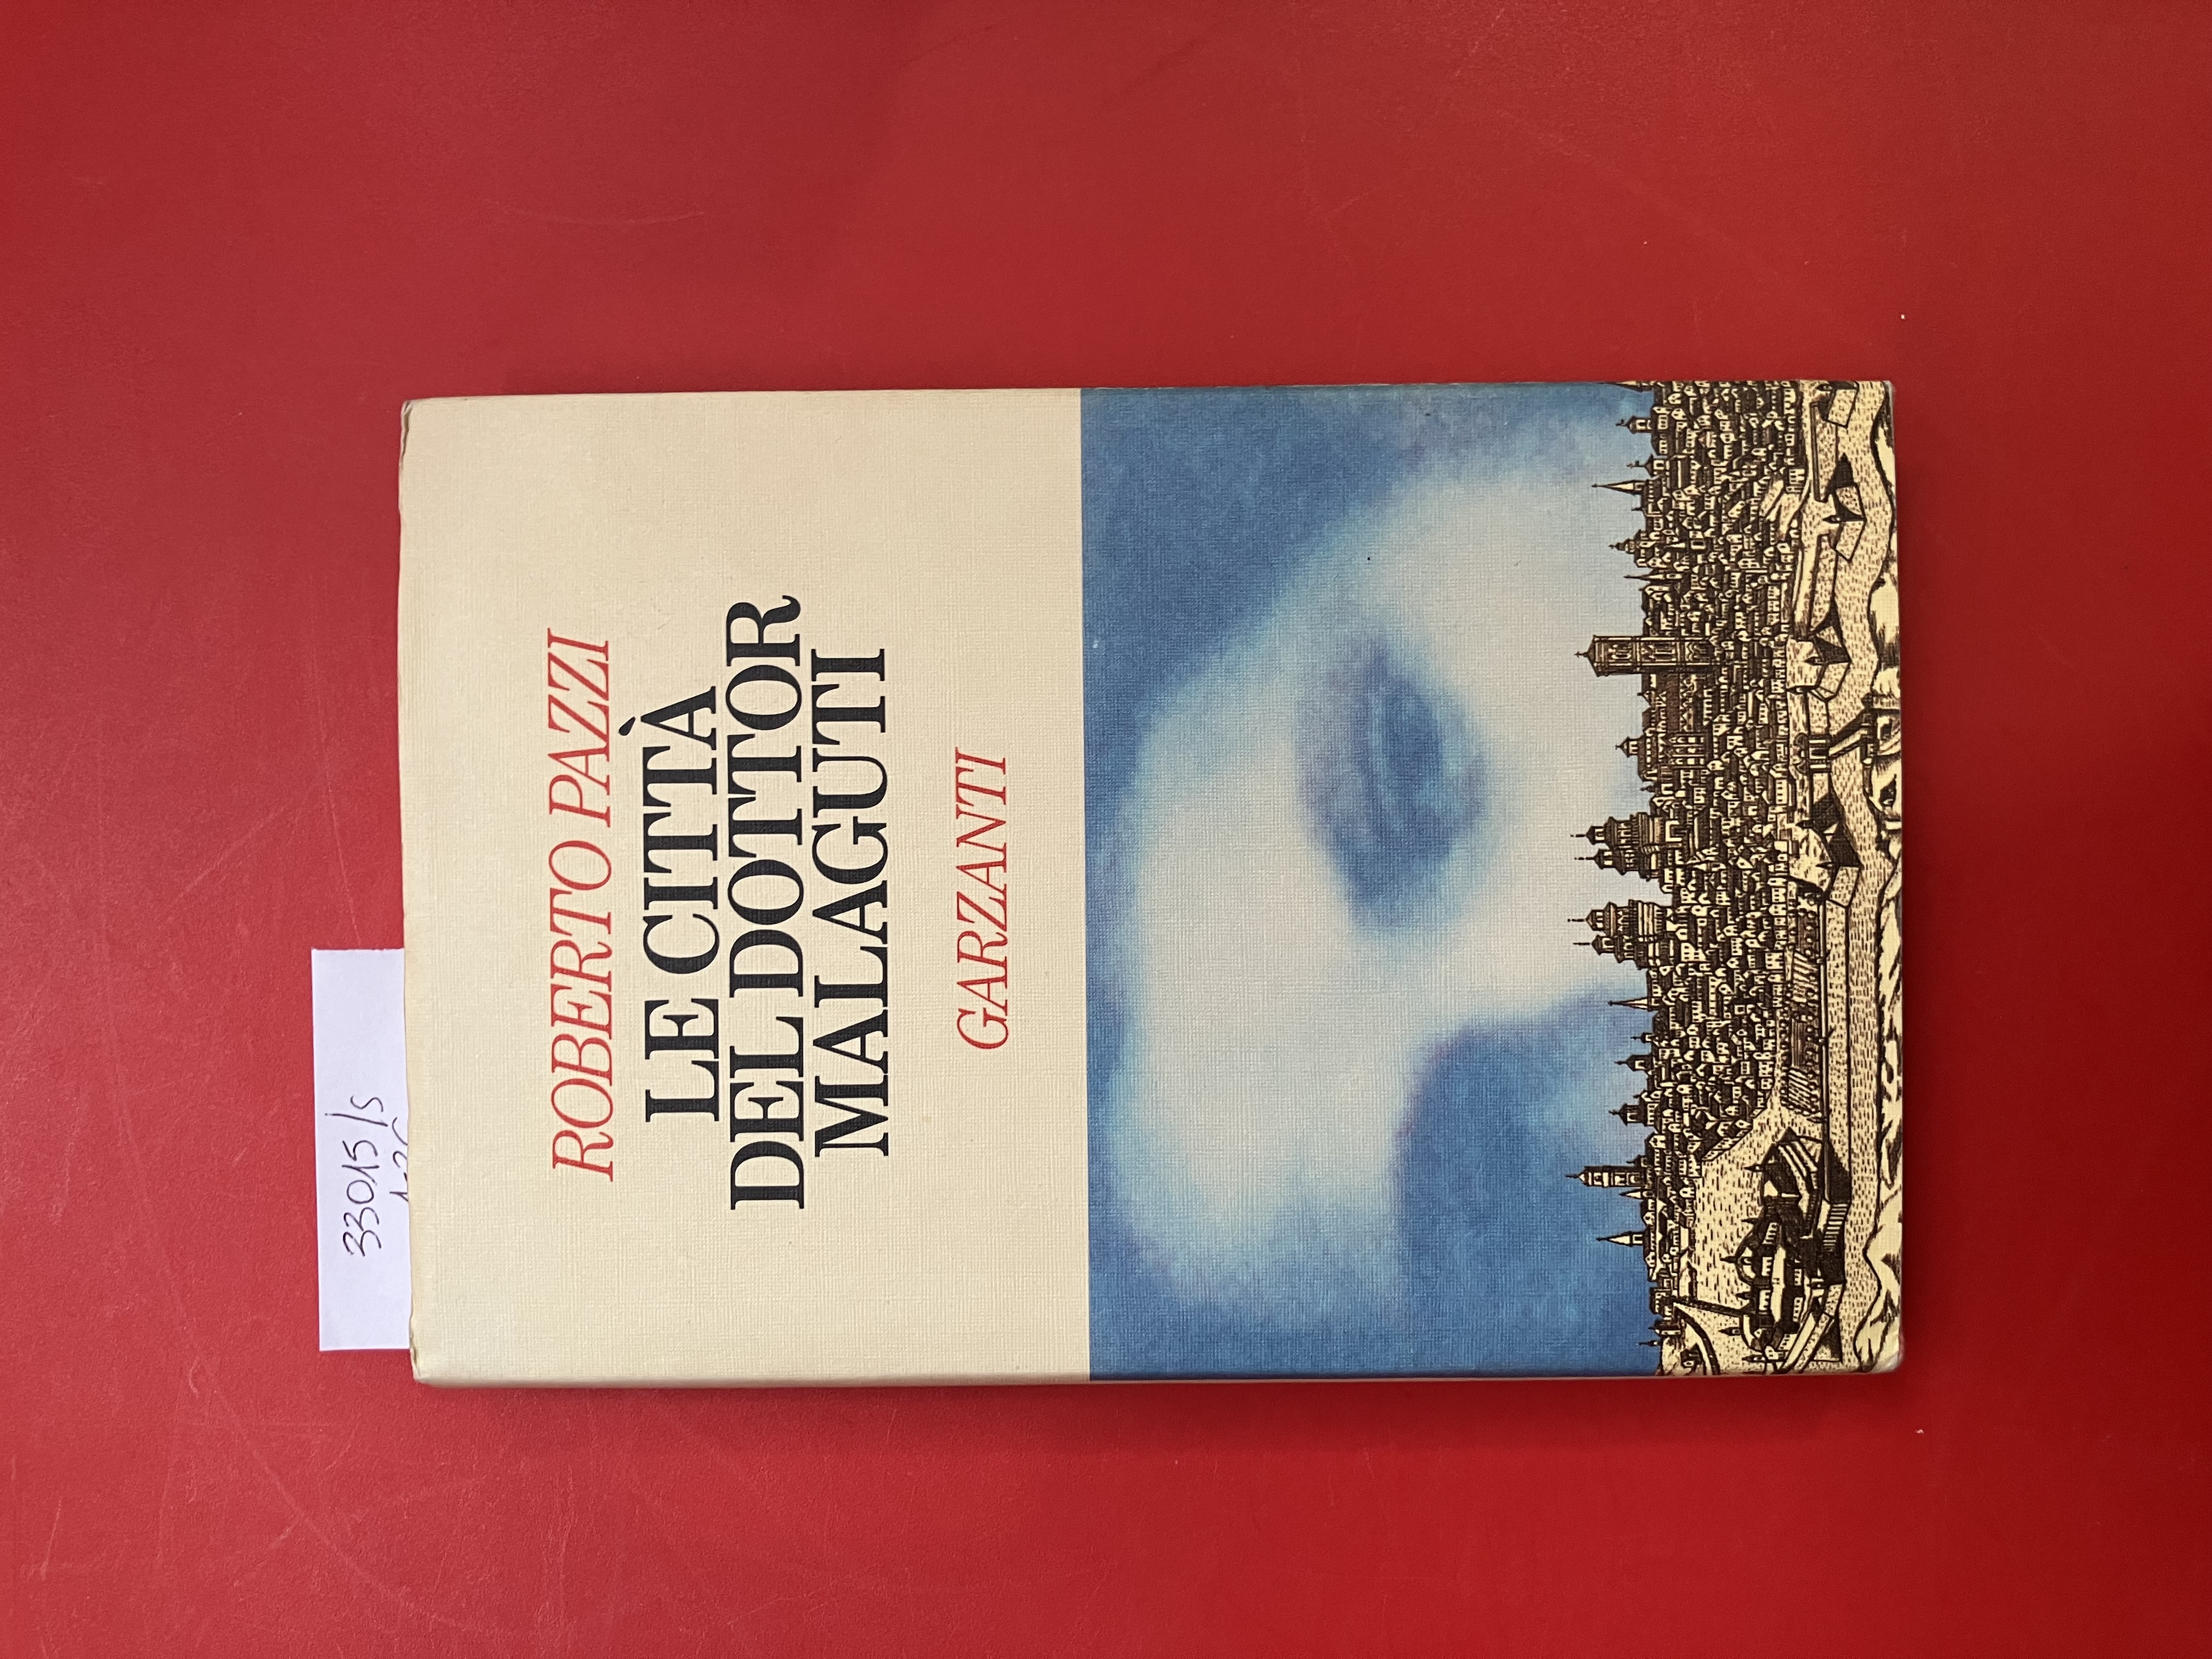 33015/s
ROBERTO PAZZI
LE CITTÀ
DEL DOTTOR
MALAGUTI
GARZANTI